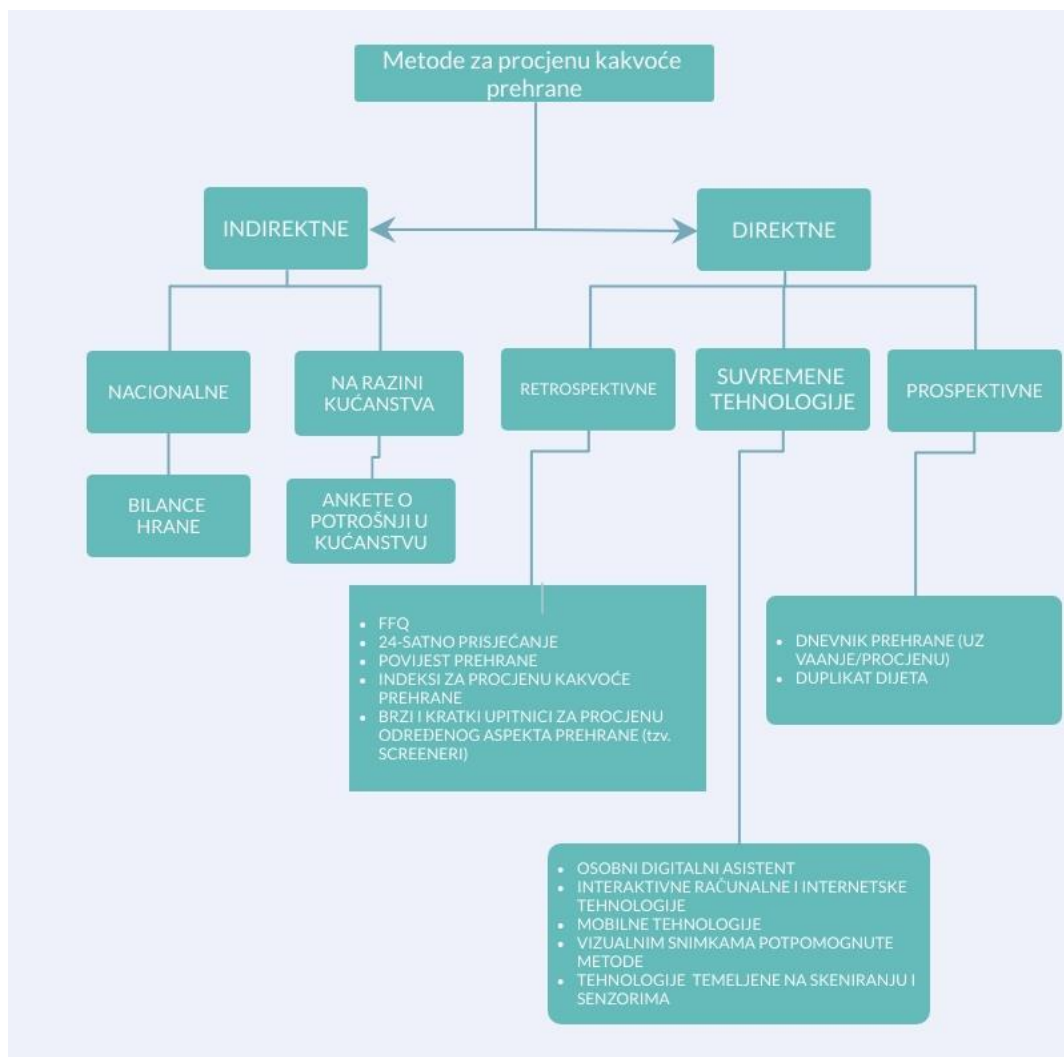 Metode za procjenu kakvoće
prehrane
INDIREKTNE
DIREKTNE
NACIONALNE
NA RAZINI
KUĆANSTVA
RETROSPEKTIVNE
SUVREMENE
TEHNOLOGIJE
PROSPEKTIVNE
BILANCE
HRANE
ANKETE O
POTROŠNJI U
KUĆANSTVU
• FFQ
• 24-SATNO PRISJEĆANJE
• POVIJEST PREHRANE
• INDEKSI ZA PROCJENU KAKVOĆE
PREHRANE
• BRZI I KRATKI UPITNICI ZA PROCJENU
ODREĐENOG ASPEKTA PREHRANE (tzv.
SCREENERI)
• DNEVNIK PREHRANE (UZ
VAANJE/PROCJENU)
• DUPLIKAT DIJETA
• OSOBNI DIGITALNI ASISTENT
• INTERAKTIVNE RAČUNALNE I INTERNETSKE
TEHNOLOGIJE
• MOBILNE TEHNOLOGIJE
• VIZUALNIM SNIMKAMA POTPOMOGNUTE
METODE
• TEHNOLOGIJE TEMELJENE NA SKENIRANJU I
SENZORIMA